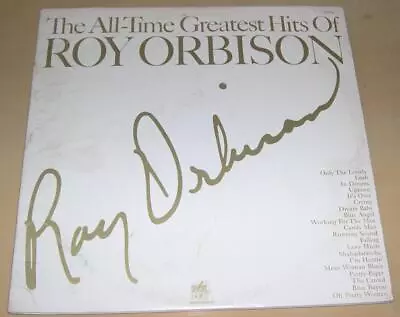 The All-Time Greatest Hits Of
ROY ORBISON
Roy Orbison
Only The Lonely
Leah
In Dreams
Uptown
It's Over
Crying
Dream Baby
Blue Angel
Working For The Man
Candy Man
Running Scared
Falling
Love Hurts
Shahdaroba
I'm Hurtin'
Mean Woman Blues
Pretty Paper
The Crowd
Blue Bayou
Oh, Pretty Woman